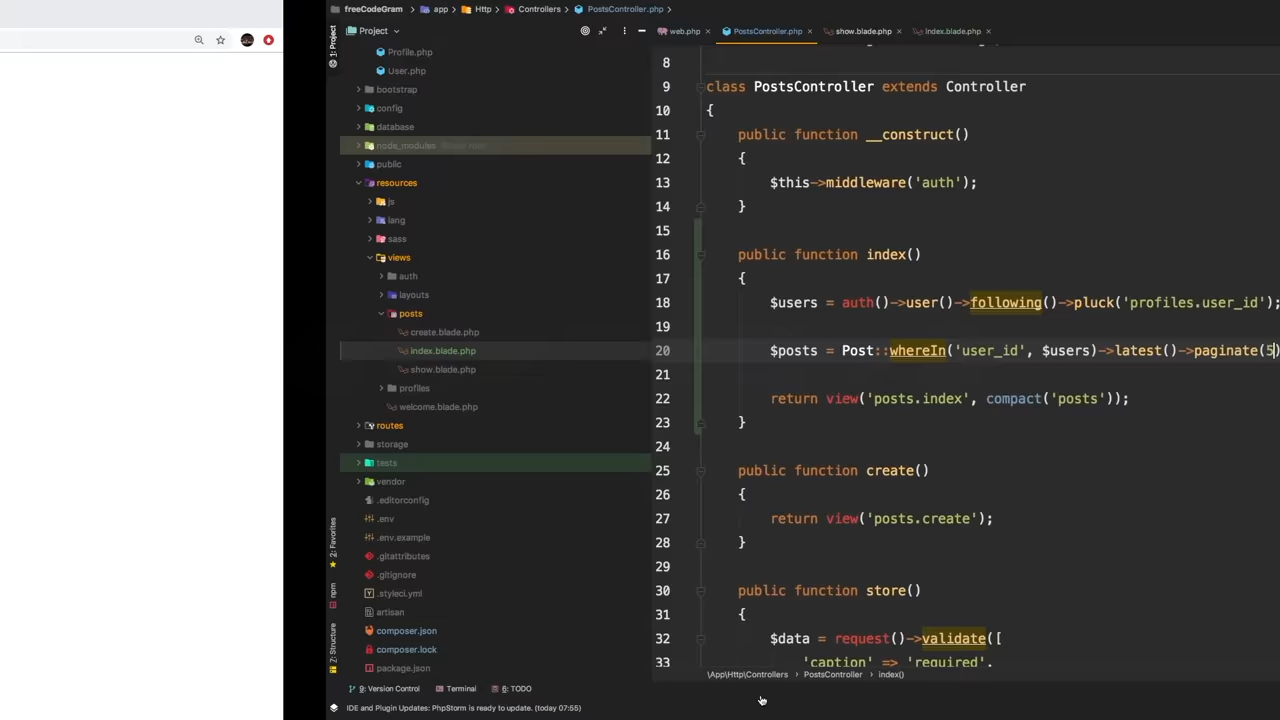 freeCodeGram > app > Http > Controllers > PostsController.php >
1: Project
Project
web.php ×
PostsController.php ×
show.blade.php ×
index.blade.php ×
Profile.php
User.php
bootstrap
config
database
node_modules
public
resources
js
lang
sass
views
auth
layouts
posts
create.blade.php
index.blade.php
show.blade.php
profiles
welcome.blade.php
routes
storage
tests
vendor
.editorconfig
.env
.env.example
.gitattributes
.gitignore
.styleci.yml
artisan
composer.json
composer.lock
package.json
2: Favorites
npm
7: Structure
8
9 class PostsController extends Controller
10 {
11 public function __construct()
12 {
13 $this->middleware('auth');
14 }
15
16 public function index()
17 {
18 $users = auth()->user()->following()->pluck('profiles.user_id');
19
20 $posts = Post::whereIn('user_id', $users)->latest()->paginate(5)
21
22 return view('posts.index', compact('posts'));
23 }
24
25 public function create()
26 {
27 return view('posts.create');
28 }
29
30 public function store()
31 {
32 $data = request()->validate([
33 'caption' => 'required',
\App\Http\Controllers > PostsController > index()
9: Version Control
Terminal
6: TODO
IDE and Plugin Updates: PhpStorm is ready to update. (today 07:55)